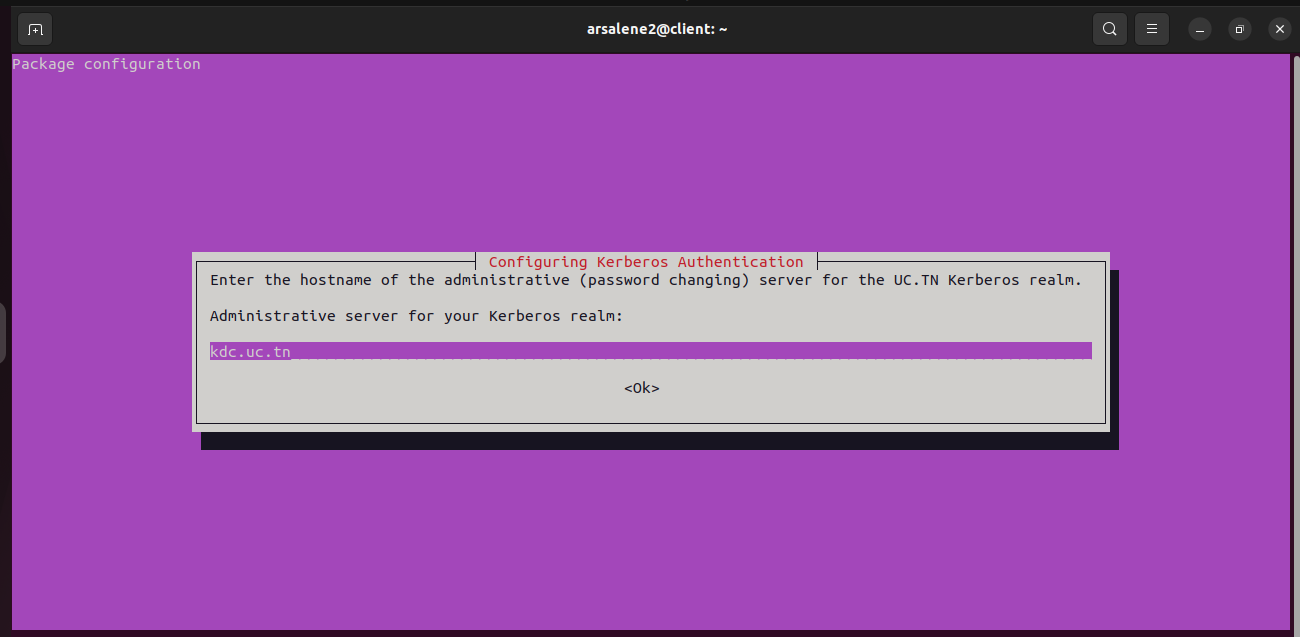 arsalene2@client: ~
Package configuration
Configuring Kerberos Authentication
Enter the hostname of the administrative (password changing) server for the UC.TN Kerberos realm.
Administrative server for your Kerberos realm:
kdc.uc.tn
<Ok>